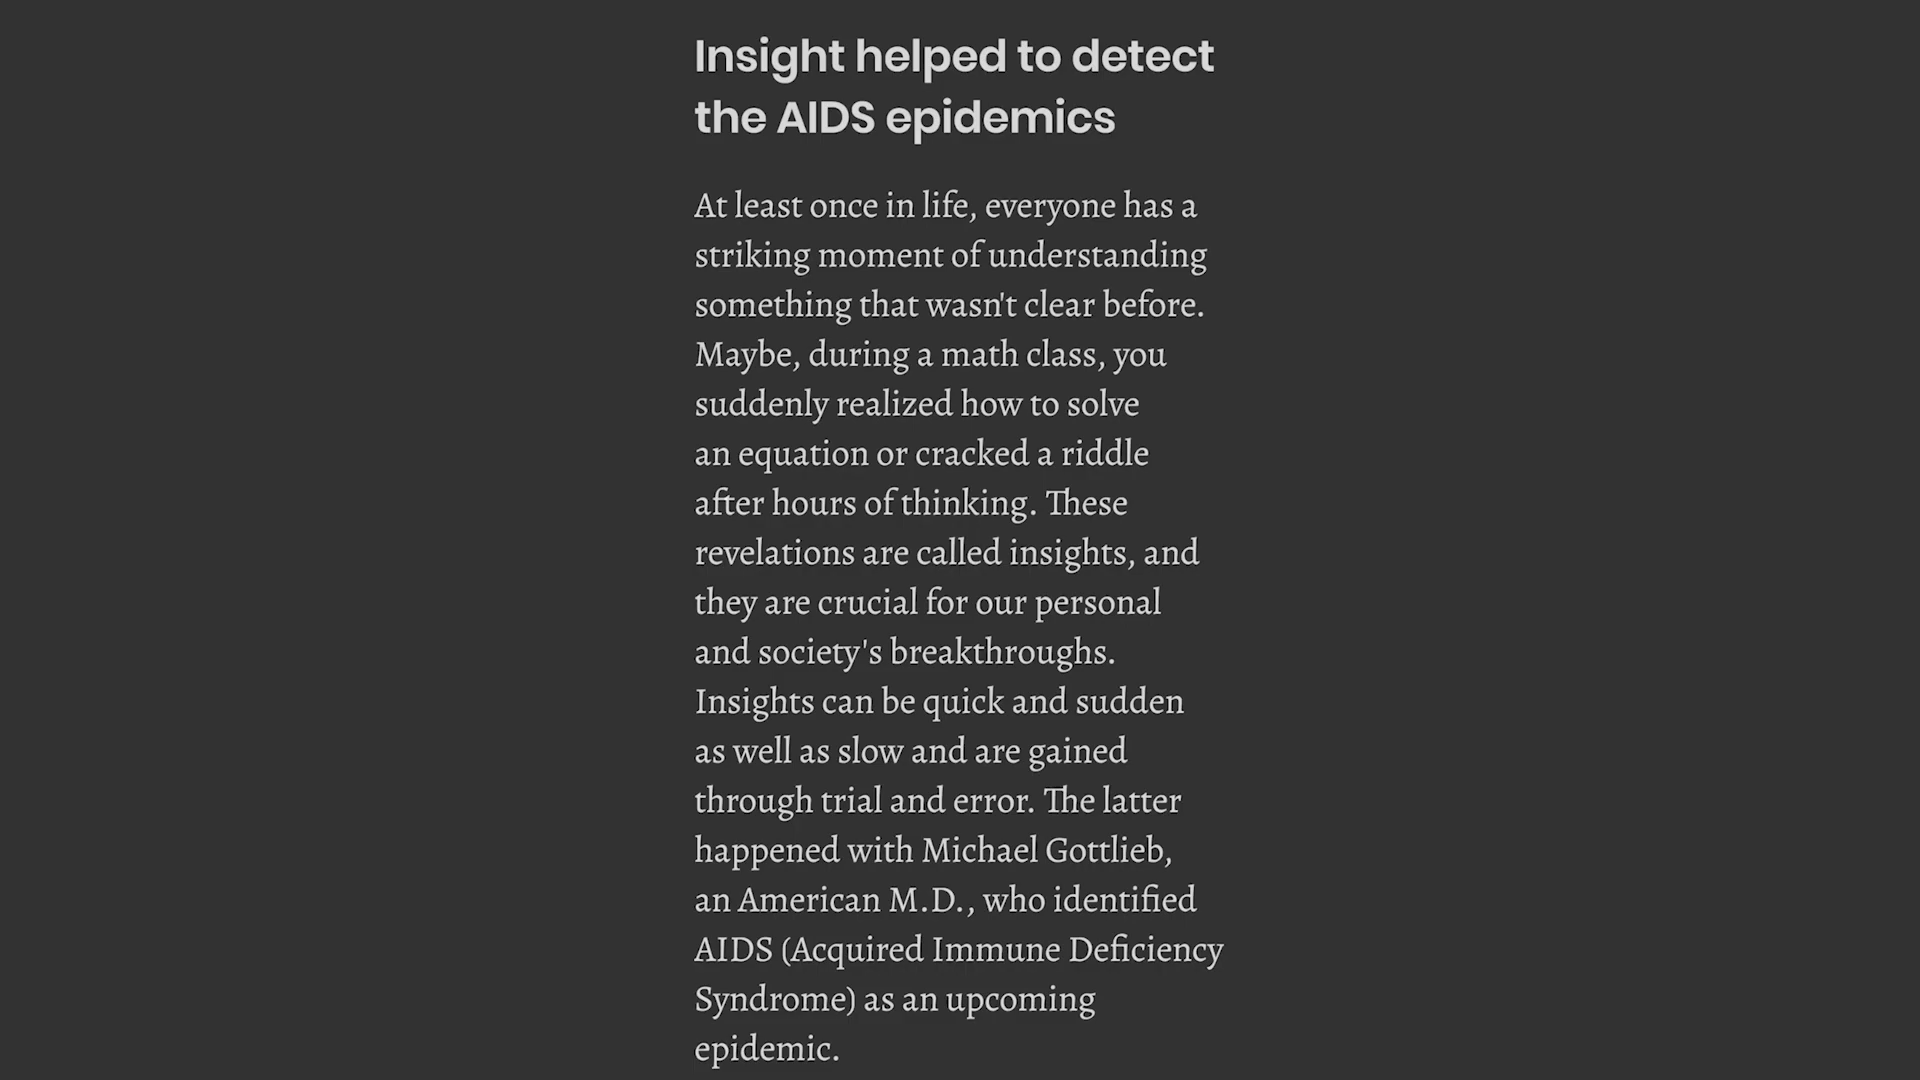 Insight helped to detect
the AIDS epidemics
At least once in life, everyone has a
striking moment of understanding
something that wasn't clear before.
Maybe, during a math class, you
suddenly realized how to solve
an equation or cracked a riddle
after hours of thinking. These
revelations are called insights, and
they are crucial for our personal
and society's breakthroughs.
Insights can be quick and sudden
as well as slow and are gained
through trial and error. The latter
happened with Michael Gottlieb,
an American M.D., who identified
AIDS (Acquired Immune Deficiency
Syndrome) as an upcoming
epidemic.